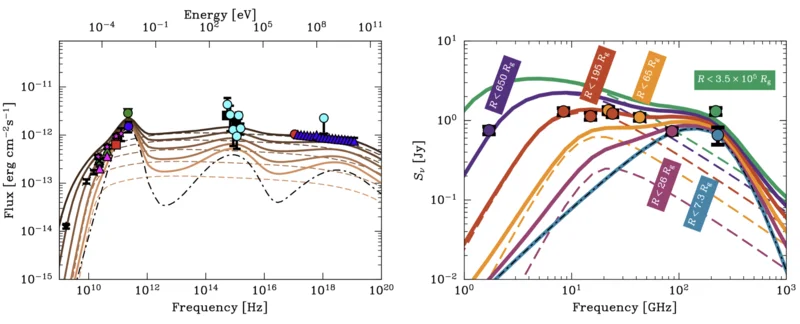 Energy [eV]
10⁻⁴ 10⁻¹ 10² 10⁵ 10⁸ 10¹¹
10⁻¹¹
10⁻¹²
10⁻¹³
10⁻¹⁴
10⁻¹⁵
Flux [erg cm⁻²s⁻¹]
10¹⁰ 10¹² 10¹⁴ 10¹⁶ 10¹⁸ 10²⁰
Frequency [Hz]
10¹
10⁰
10⁻¹
10⁻²
Sᵥ [Jy]
R < 650 R_g
R < 195 R_g
R < 65 R_g
R < 3.5 × 10⁵ R_g
R < 26 R_g
R < 7.3 R_g
10⁰ 10¹ 10² 10³
Frequency [GHz]